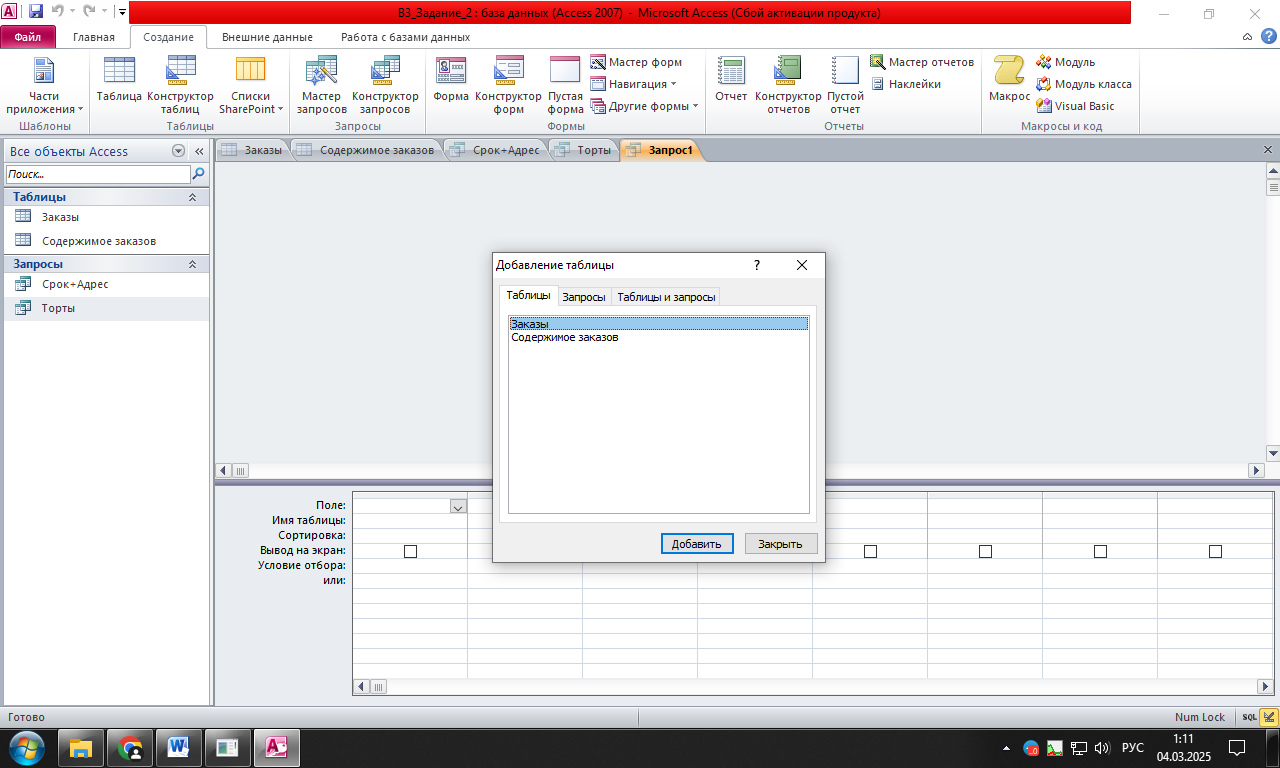 В3_Задание_2 : база данных (Access 2007) - Microsoft Access (Сбой активации продукта)
Файл Главная Создание Внешние данные Работа с базами данных
Части приложения
Таблица
Конструктор таблиц
Списки SharePoint
Мастер запросов
Конструктор запросов
Форма
Конструктор форм
Пустая форма
Мастер форм
Навигация
Другие формы
Отчет
Конструктор отчетов
Пустой отчет
Мастер отчетов
Наклейки
Макрос
Модуль
Модуль класса
Visual Basic
Шаблоны Таблицы Запросы Формы Отчеты Макросы и код
Все объекты Access
Поиск...
Таблицы
Заказы
Содержимое заказов
Запросы
Срок+Адрес
Торты
Заказы Содержимое заказов Срок+Адрес Торты Запрос1
Добавление таблицы ?
Таблицы Запросы Таблицы и запросы
Заказы
Содержимое заказов
Добавить Закрыть
Поле:
Имя таблицы:
Сортировка:
Вывод на экран:
Условие отбора:
или:
Готово Num Lock SQL
РУС
1:11
04.03.2025